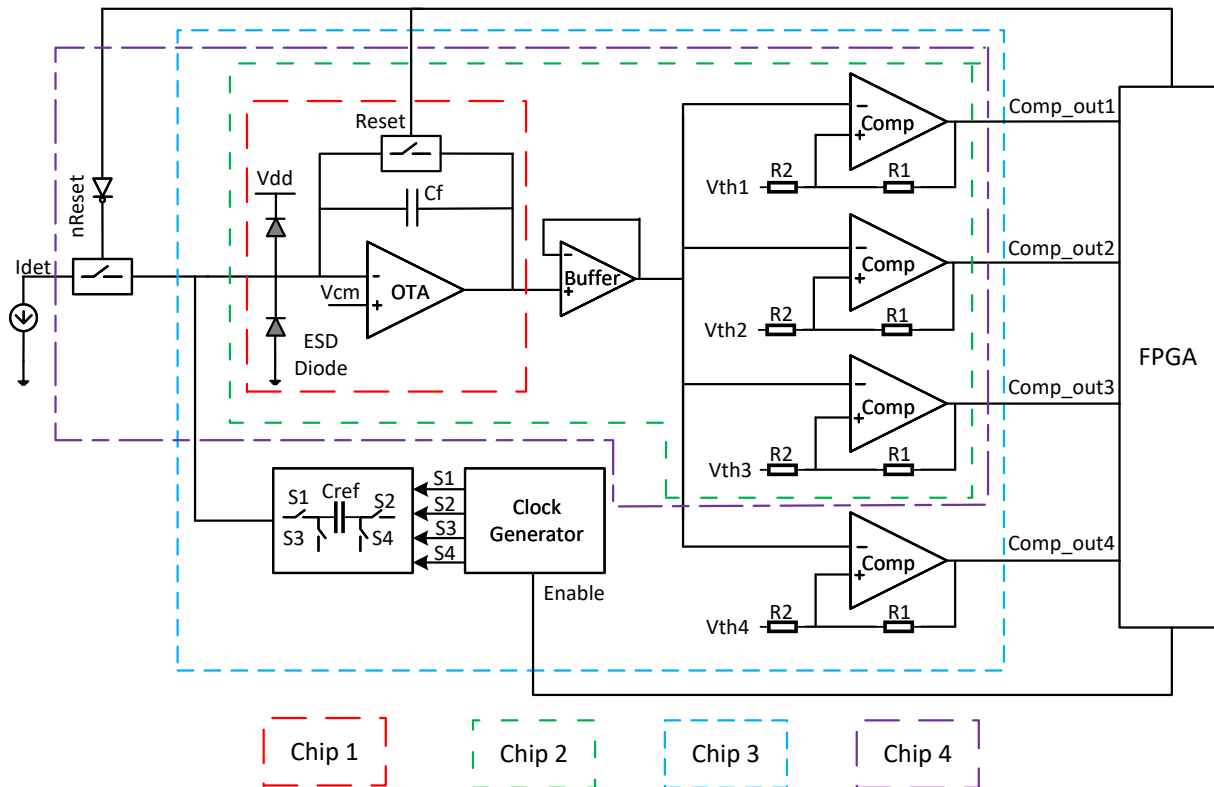 Reset
nReset
Idet
Vdd
Cf
Vcm
OTA
ESD
Diode
Buffer
Comp
R2
R1
Vth1
Comp_out1
Comp
R2
R1
Vth2
Comp_out2
Comp
R2
R1
Vth3
Comp_out3
Comp
R2
R1
Vth4
Comp_out4
FPGA
S1
Cref
S2
S3
S4
S1
S2
S3
S4
Clock
Generator
Enable
Chip 1
Chip 2
Chip 3
Chip 4